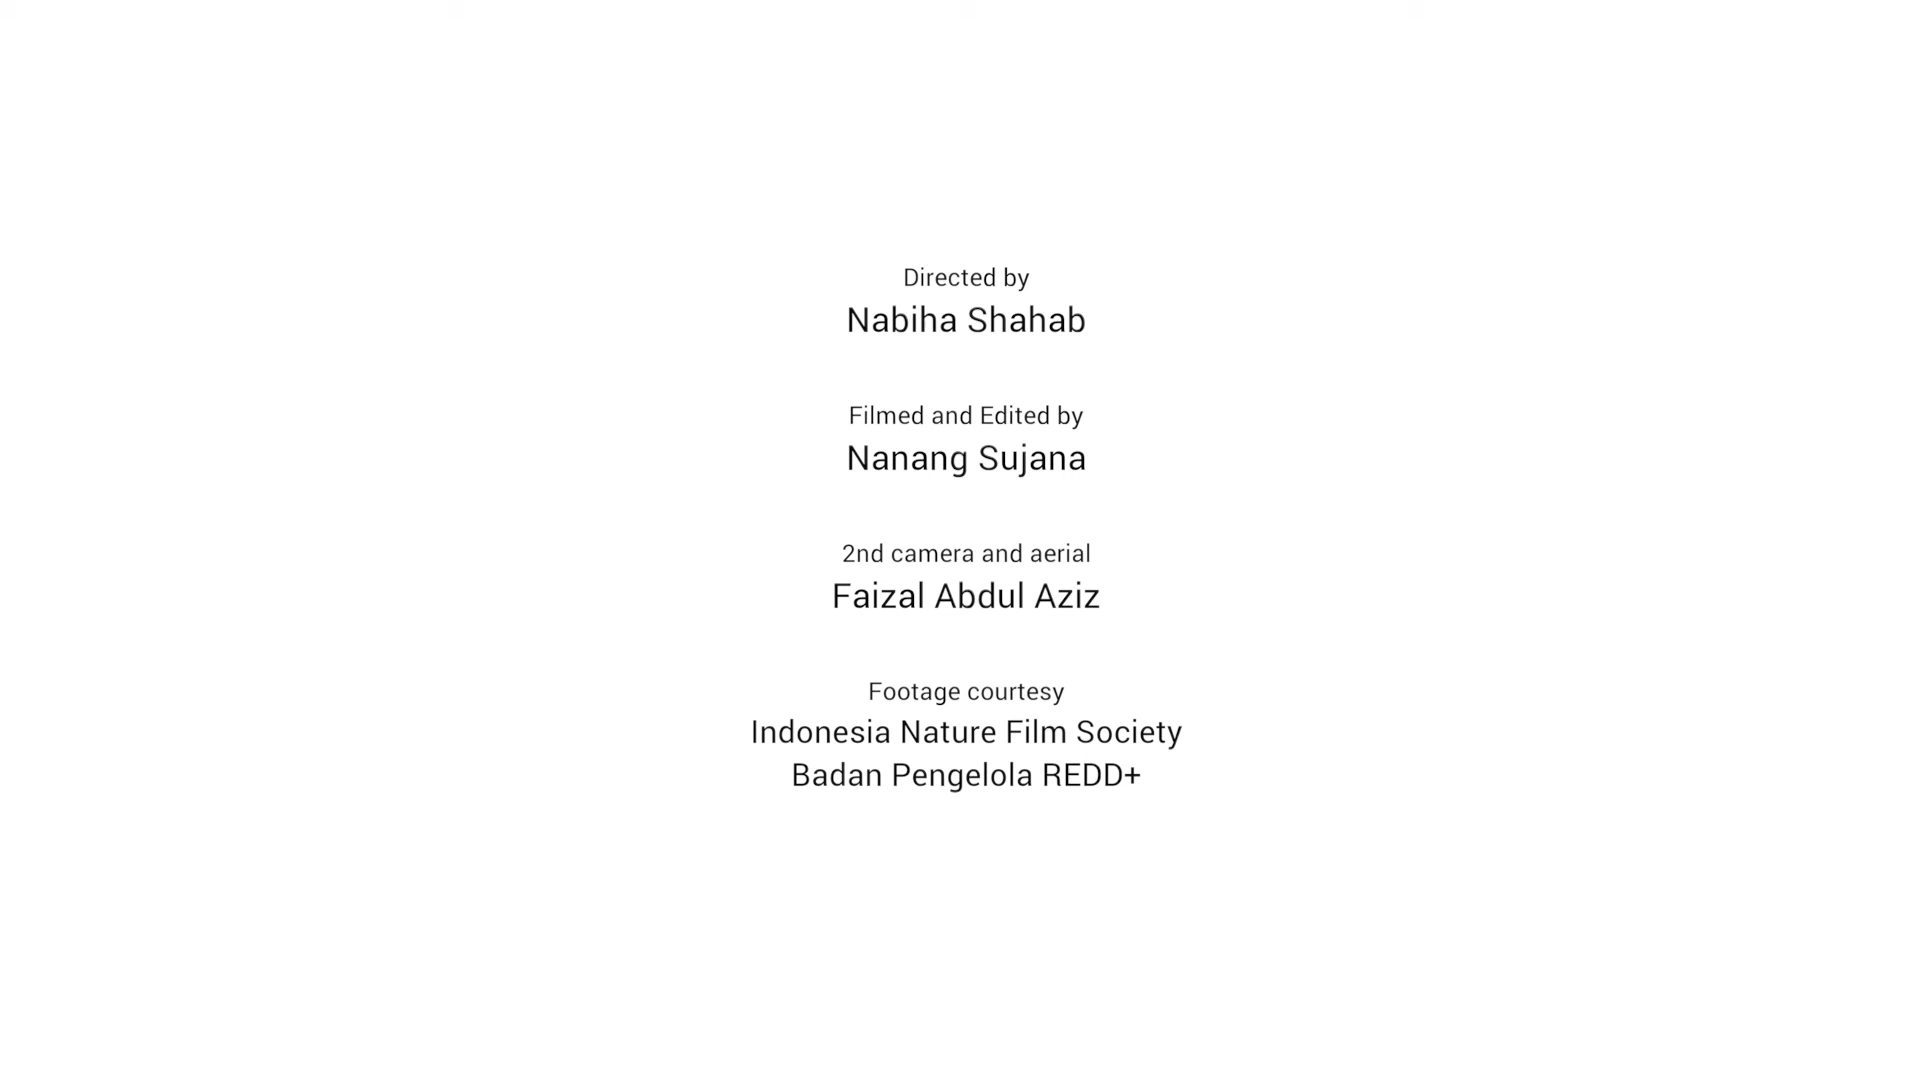 Directed by
Nabiha Shahab
Filmed and Edited by
Nanang Sujana
2nd camera and aerial
Faizal Abdul Aziz
Footage courtesy
Indonesia Nature Film Society
Badan Pengelola REDD+